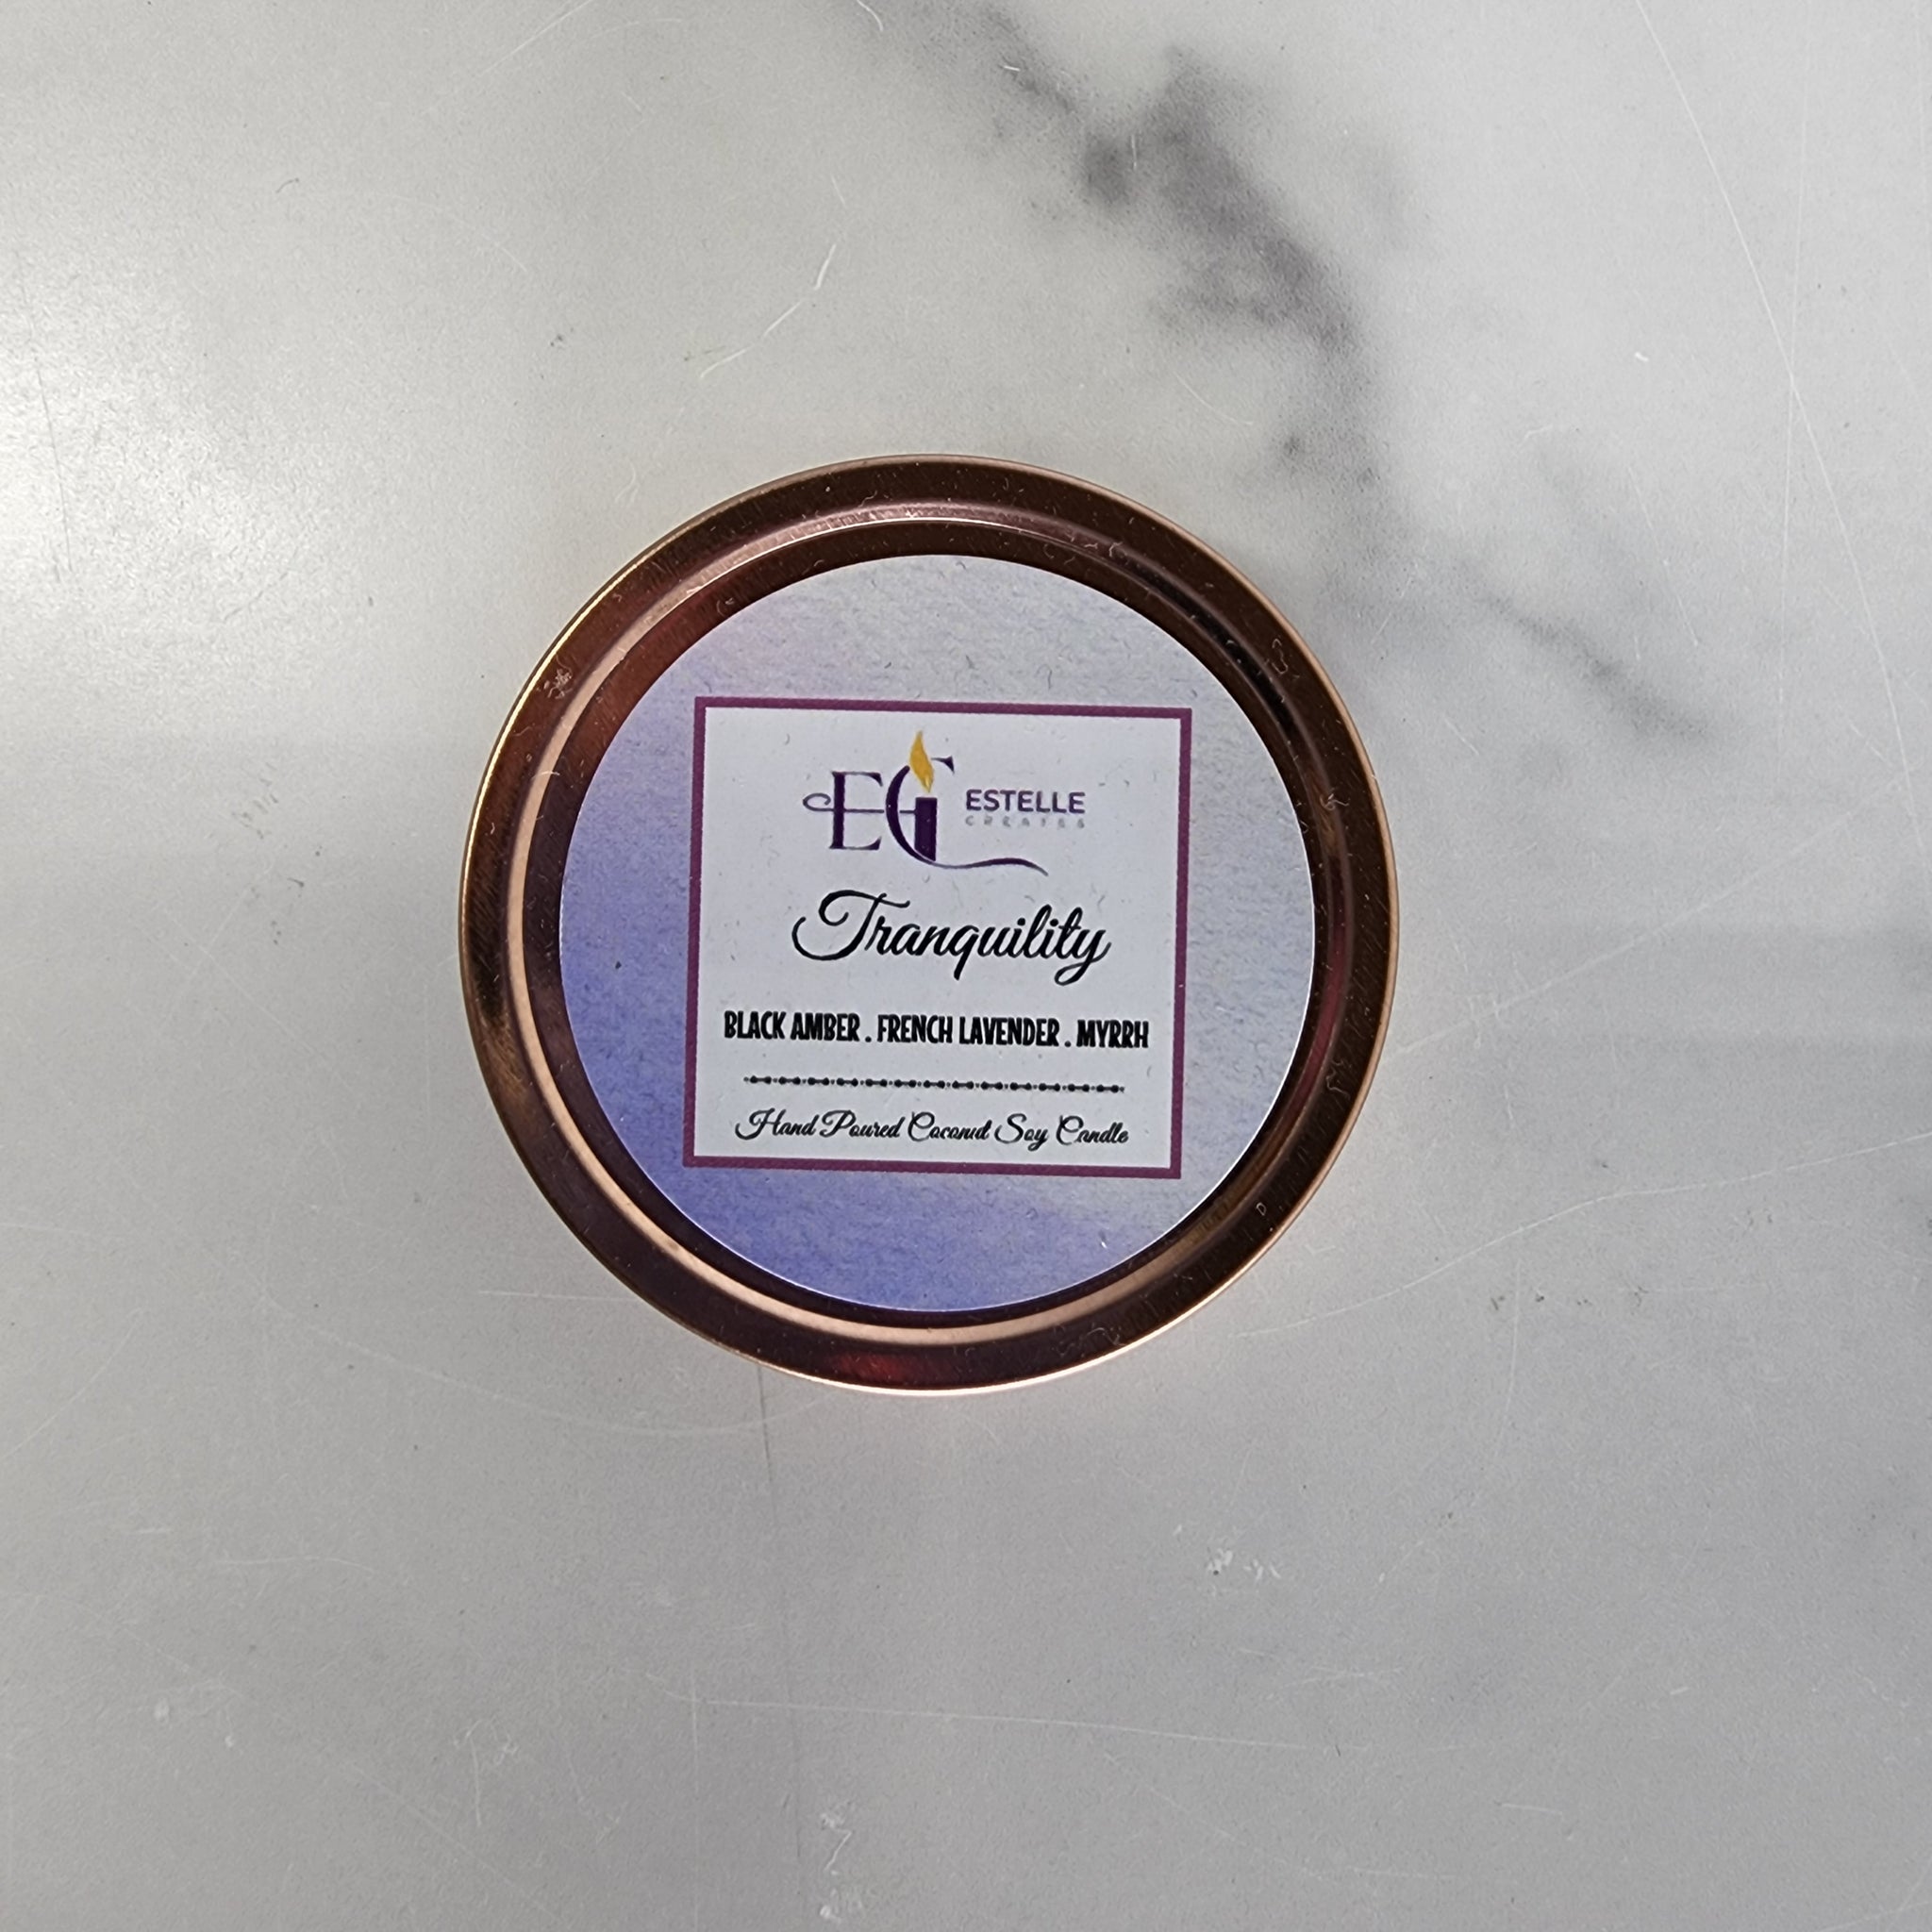 EC ESTELLE
CREATES
Tranquility
BLACK AMBER . FRENCH LAVENDER . MYRRH
Hand Poured Coconut Soy Candle